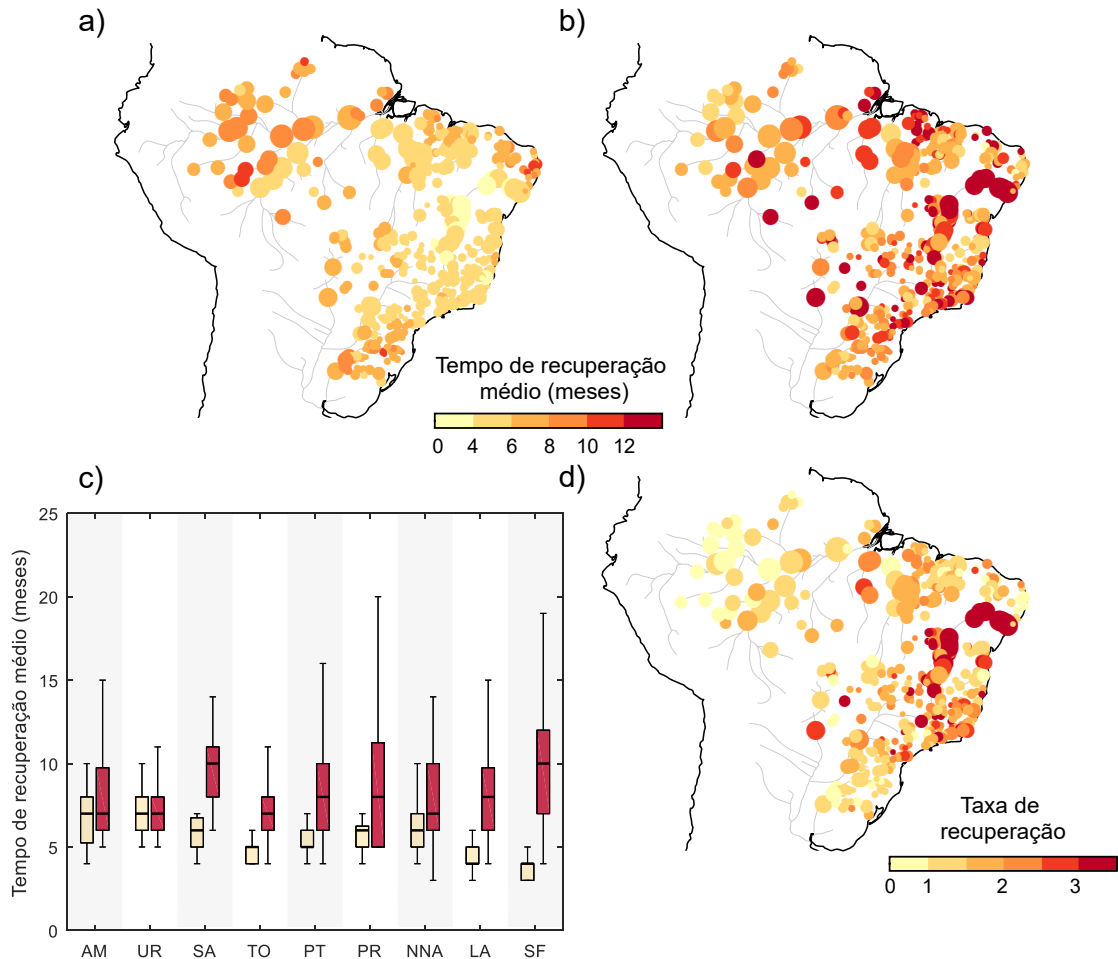 a)
b)
Tempo de recuperação
médio (meses)
0 4 6 8 10 12
c)
d)
25
20
15
10
5
0
Tempo de recuperação médio (meses)
AM UR SA TO PT PR NNA LA SF
Taxa de
recuperação
0 1 2 3